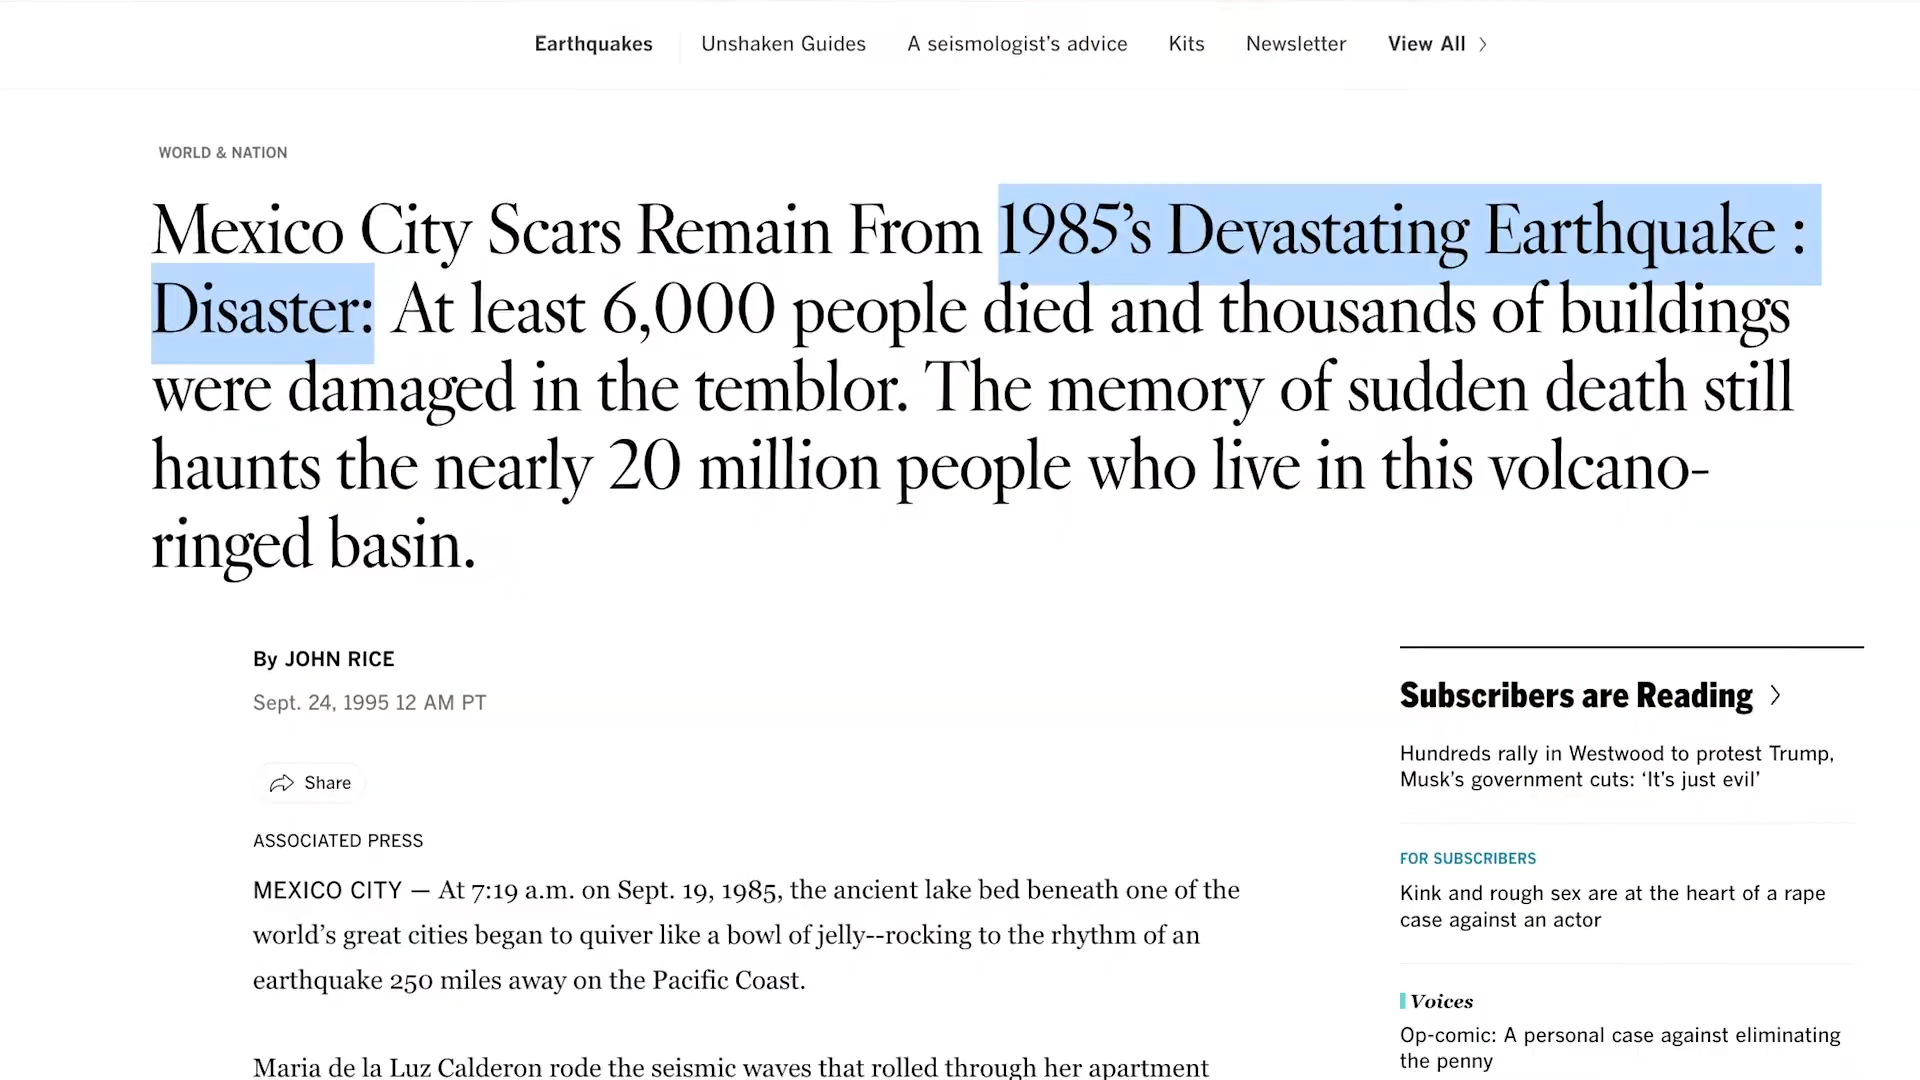 Earthquakes Unshaken Guides A seismologist's advice Kits Newsletter View All
WORLD & NATION
Mexico City Scars Remain From 1985’s Devastating Earthquake :
Disaster: At least 6,000 people died and thousands of buildings
were damaged in the temblor. The memory of sudden death still
haunts the nearly 20 million people who live in this volcano-
ringed basin.
By JOHN RICE
Sept. 24, 1995 12 AM PT
Share
ASSOCIATED PRESS
MEXICO CITY — At 7:19 a.m. on Sept. 19, 1985, the ancient lake bed beneath one of the
world’s great cities began to quiver like a bowl of jelly--rocking to the rhythm of an
earthquake 250 miles away on the Pacific Coast.
Maria de la Luz Calderon rode the seismic waves that rolled through her apartment
Subscribers are Reading
Hundreds rally in Westwood to protest Trump,
Musk’s government cuts: ‘It’s just evil’
FOR SUBSCRIBERS
Kink and rough sex are at the heart of a rape
case against an actor
Voices
Op-comic: A personal case against eliminating
the penny